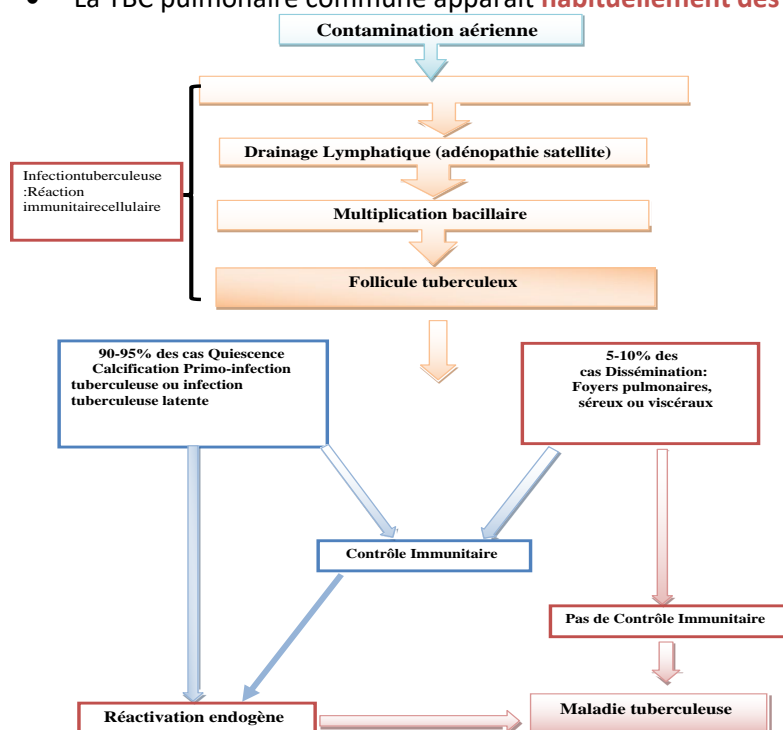 • La TBC pulmonaire commune apparait habituellement dès
Contamination aérienne
Drainage Lymphatique (adénopathie satellite)
Infectiontuberculeuse
:Réaction
immunitairecellulaire
Multiplication bacillaire
Follicule tuberculeux
90-95% des cas Quiescence
Calcification Primo-infection
tuberculeuse ou infection
tuberculeuse latente
5-10% des
cas Dissémination:
Foyers pulmonaires,
séreux ou viscéraux
Contrôle Immunitaire
Pas de Contrôle Immunitaire
Réactivation endogène
Maladie tuberculeuse